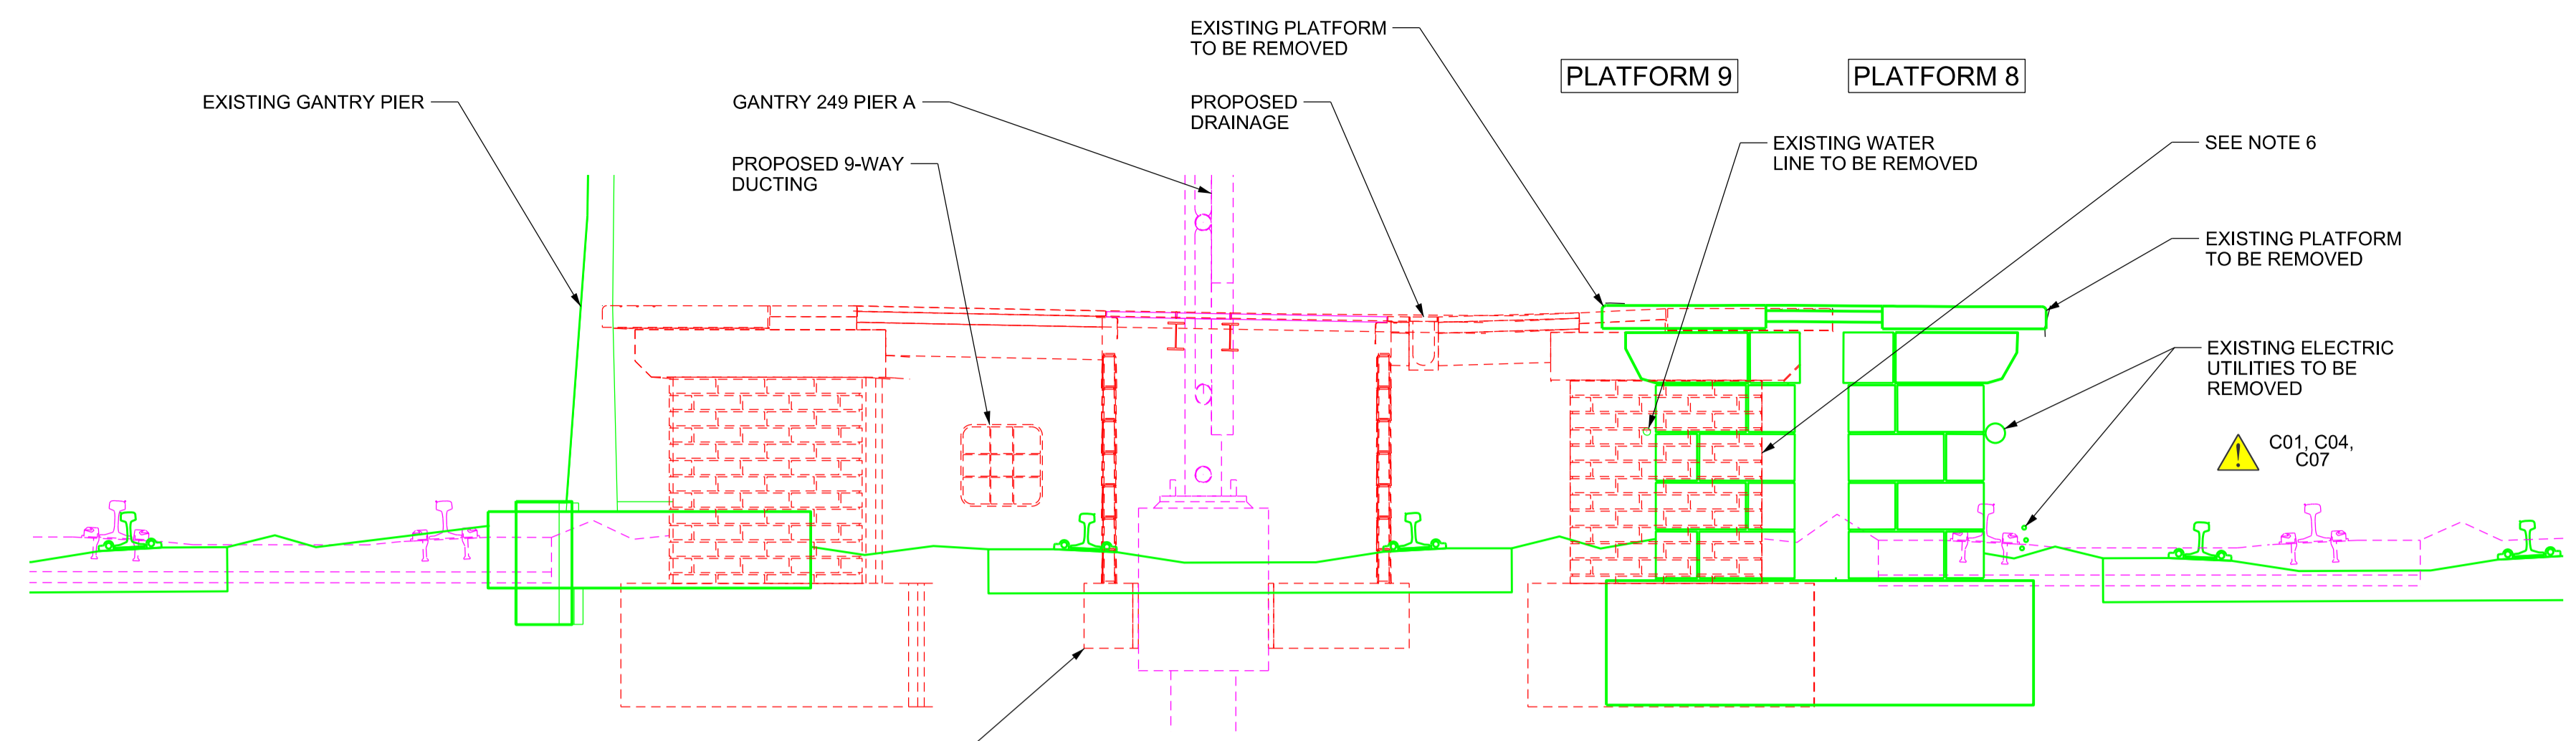 EXISTING PLATFORM
TO BE REMOVED
PLATFORM 9
PLATFORM 8
EXISTING GANTRY PIER
GANTRY 249 PIER A
PROPOSED
DRAINAGE
PROPOSED 9-WAY
DUCTING
EXISTING WATER
LINE TO BE REMOVED
SEE NOTE 6
EXISTING PLATFORM
TO BE REMOVED
EXISTING ELECTRIC
UTILITIES TO BE
REMOVED
!
C01, C04,
C07